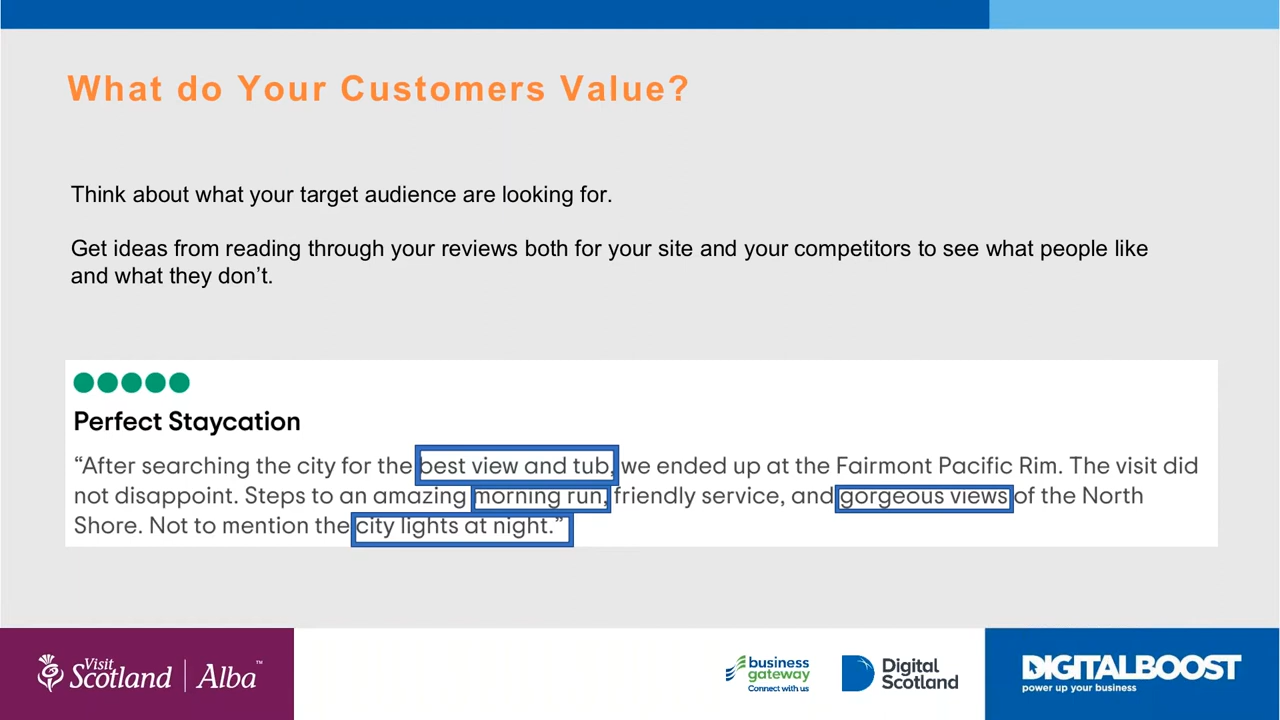 What do Your Customers Value?
Think about what your target audience are looking for.
Get ideas from reading through your reviews both for your site and your competitors to see what people like
and what they don’t.
Perfect Staycation
“After searching the city for the best view and tub, we ended up at the Fairmont Pacific Rim. The visit did
not disappoint. Steps to an amazing morning run, friendly service, and gorgeous views of the North
Shore. Not to mention the city lights at night.”
Visit
Scotland | Alba™
business
gateway
Connect with us
Digital
Scotland
DIGITALBOOST
power up your business